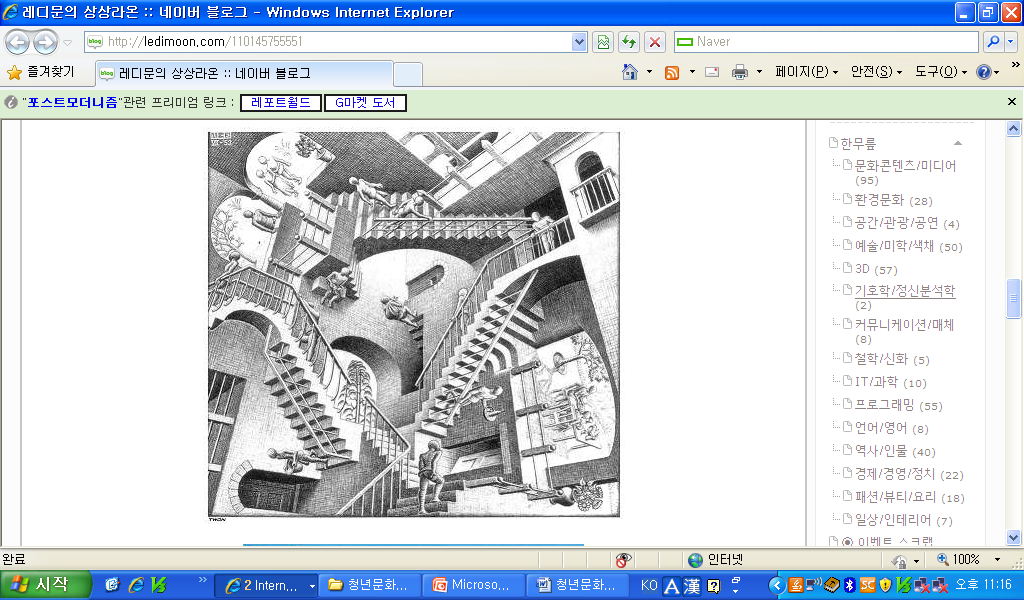 레디문의 상상라온 :: 네이버 블로그 - Windows Internet Explorer
http://ledimoon.com/110145755551
Naver
즐겨찾기
레디문의 상상라온 :: 네이버 블로그
페이지(P)
안전(S)
도구(O)
"포스트모더니즘"관련 프리미엄 링크 :
레포트월드
G마켓 도서
한무릎
문화콘텐츠/미디어
(95)
환경문화 (28)
공간/관광/공연 (4)
예술/미학/색채 (50)
3D (57)
기호학/정신분석학
(2)
커뮤니케이션/매체
(8)
철학/신화 (5)
IT/과학 (10)
프로그래밍 (55)
언어/영어 (8)
역사/인물 (40)
경제/경영/정치 (22)
패션/뷰티/요리 (18)
일상/인테리어 (7)
이벤트 스크랩
완료
인터넷
100%
시작
2 Intern...
청년문화...
Microso...
청년문화...
KO
A
漢
오후 11:16